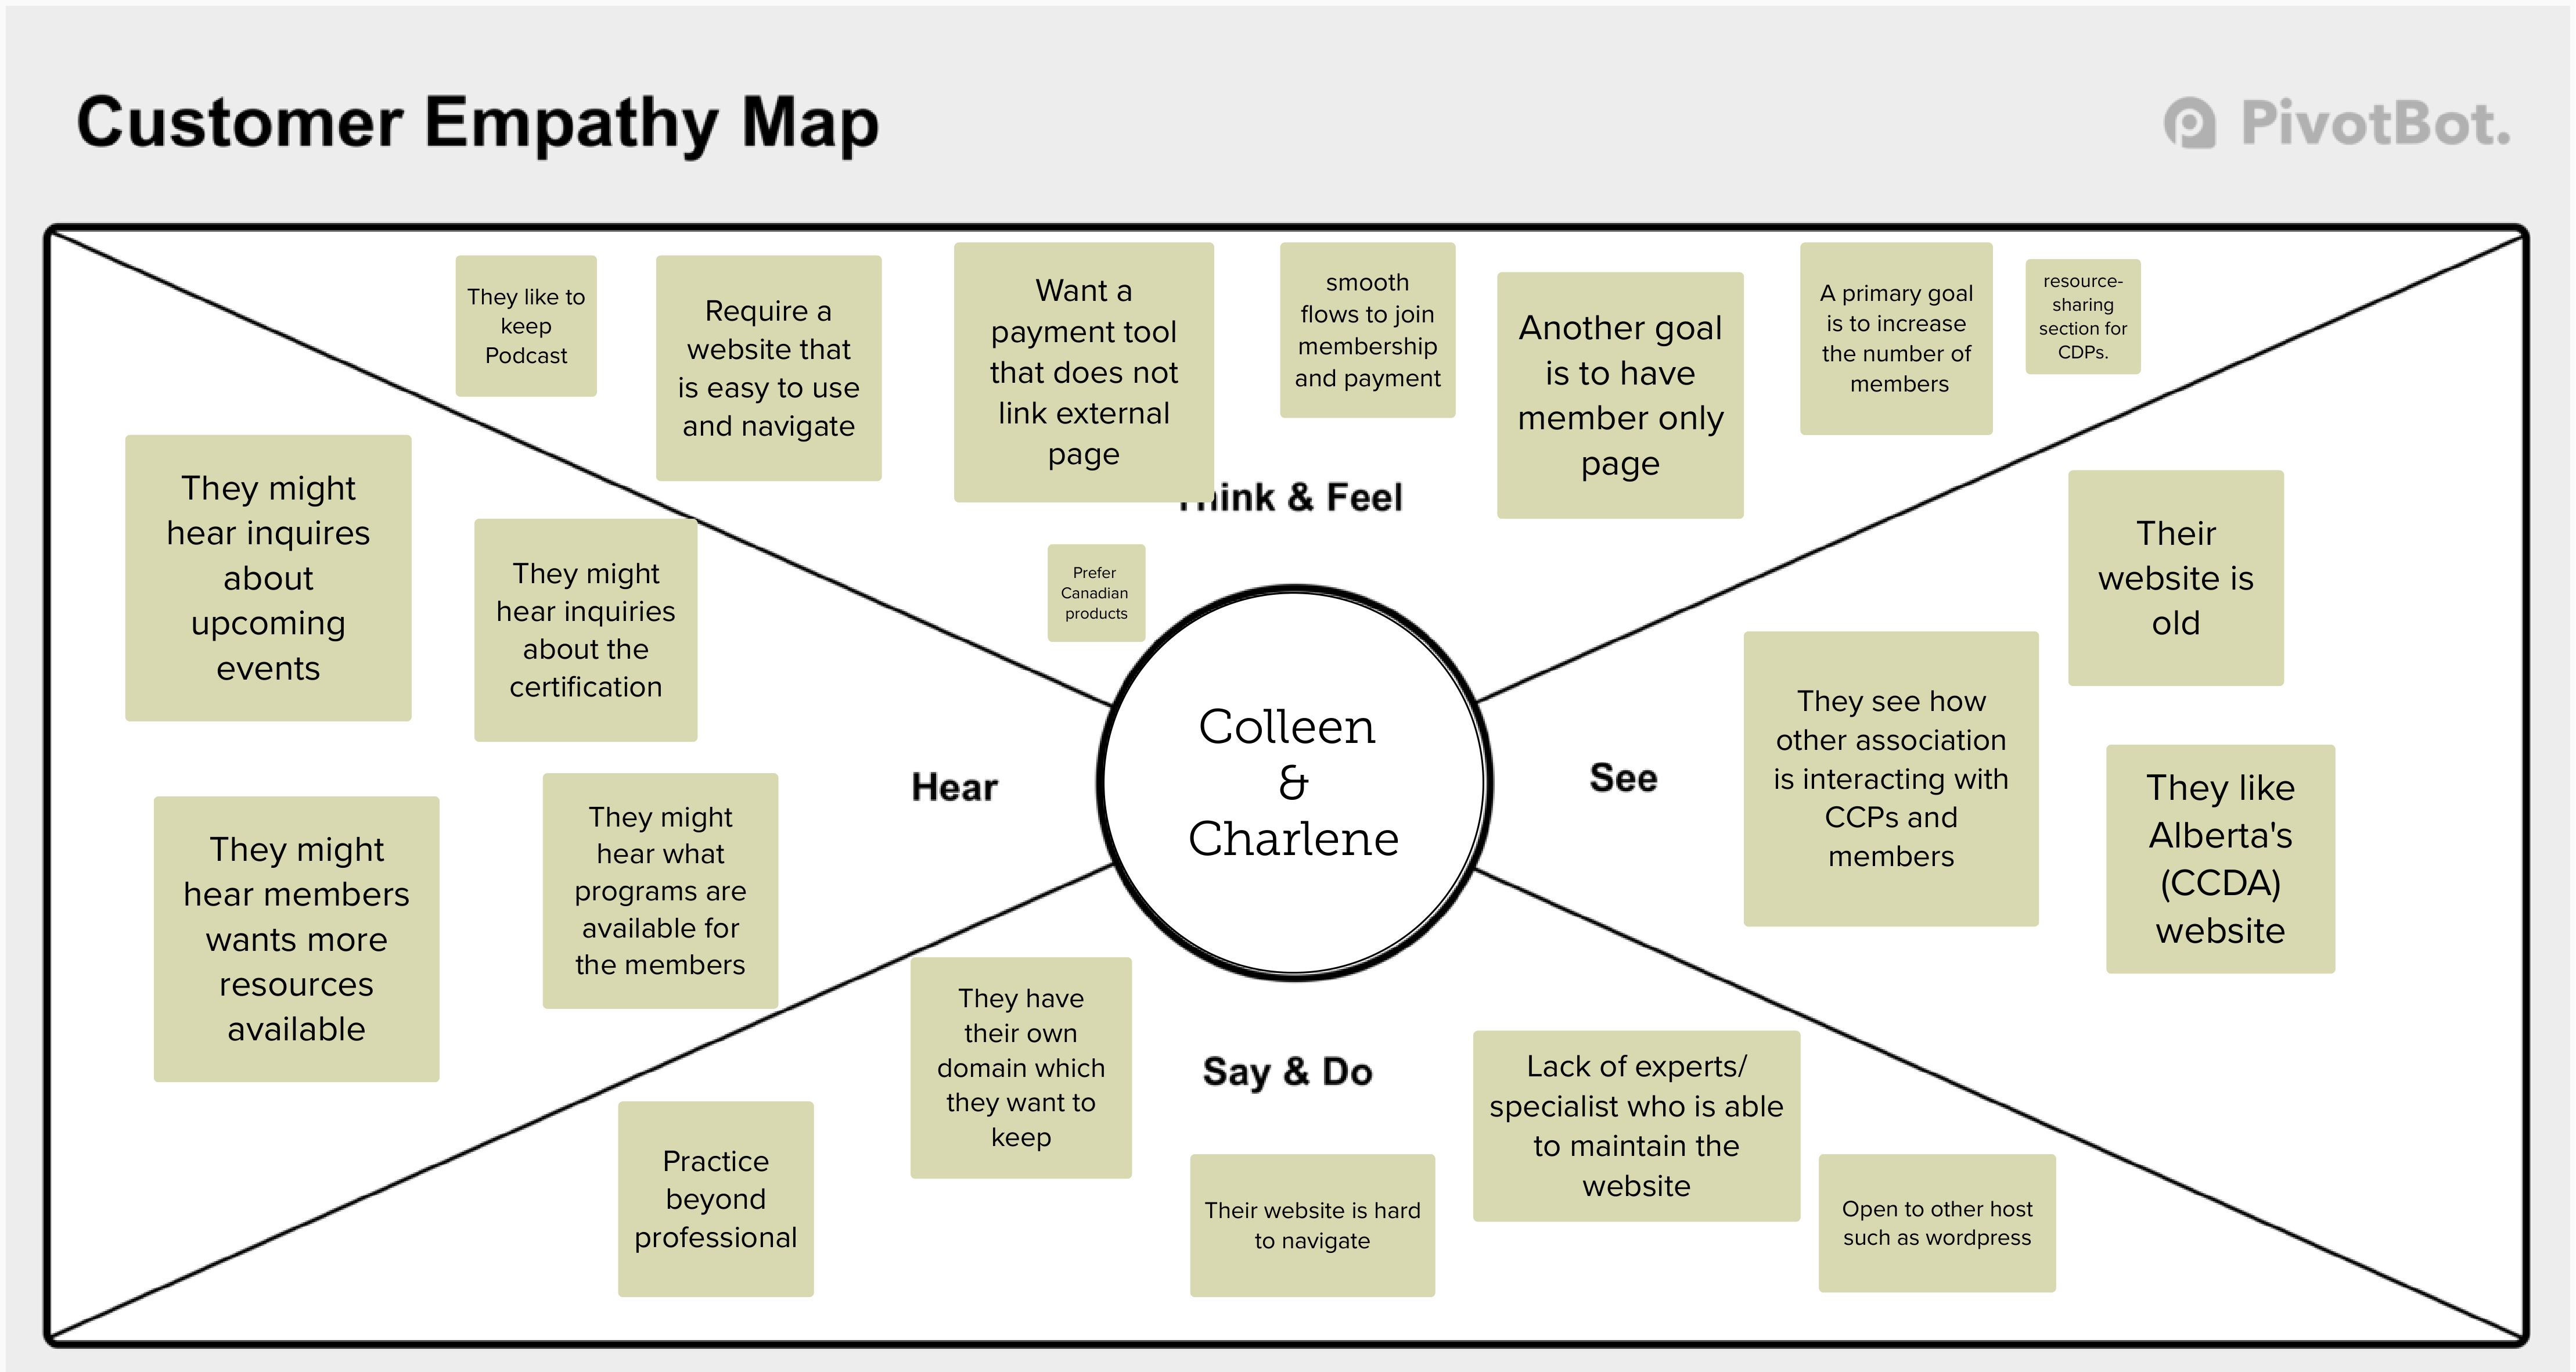 Customer Empathy Map
PivotBot.
They like to
keep
Podcast
Require a
website that
is easy to use
and navigate
Want a
payment tool
that does not
link external
page
smooth
flows to join
membership
and payment
Another goal
is to have
member only
page
A primary goal
is to increase
the number of
members
resource-
sharing
section for
CDPs.
Think & Feel
Prefer
Canadian
products
They might
hear inquires
about
upcoming
events
They might
hear inquiries
about the
certification
They might
hear members
wants more
resources
available
They might
hear what
programs are
available for
the members
Hear
Colleen
&
Charlene
See
Their
website is
old
They see how
other association
is interacting with
CCPs and
members
They like
Alberta's
(CCDA)
website
Say & Do
They have
their own
domain which
they want to
keep
Practice
beyond
professional
Their website is hard
to navigate
Lack of experts/
specialist who is able
to maintain the
website
Open to other host
such as wordpress